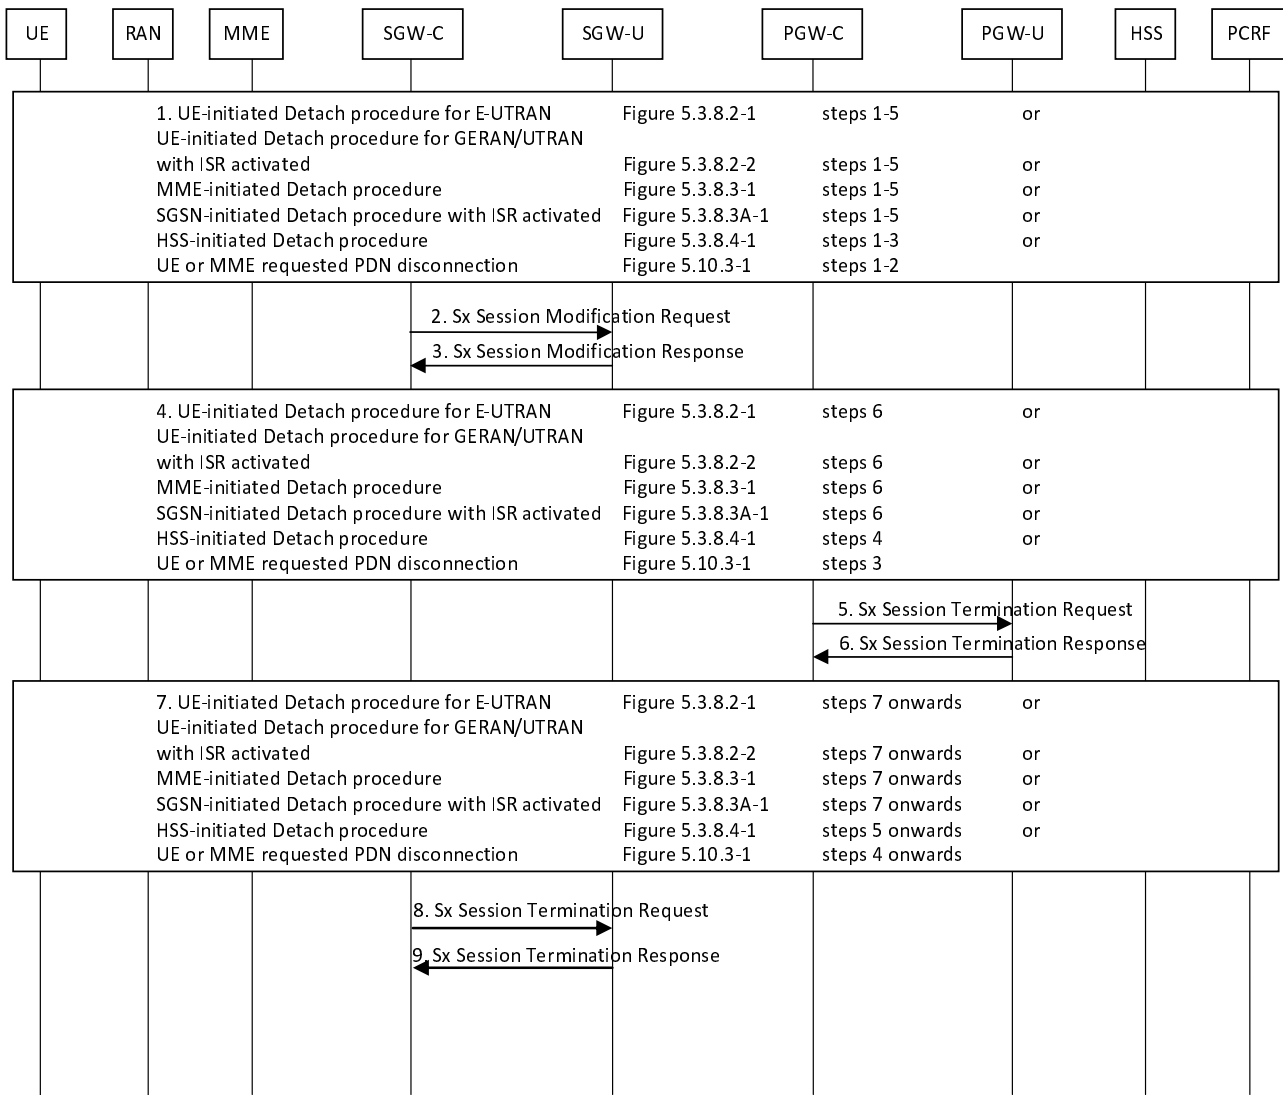 UE RAN MME SGW-C SGW-U PGW-C PGW-U HSS PCRF
1. UE-initiated Detach procedure for E-UTRAN Figure 5.3.8.2-1 steps 1-5 or
UE-initiated Detach procedure for GERAN/UTRAN
with ISR activated Figure 5.3.8.2-2 steps 1-5 or
MME-initiated Detach procedure Figure 5.3.8.3-1 steps 1-5 or
SGSN-initiated Detach procedure with ISR activated Figure 5.3.8.3A-1 steps 1-5 or
HSS-initiated Detach procedure Figure 5.3.8.4-1 steps 1-3 or
UE or MME requested PDN disconnection Figure 5.10.3-1 steps 1-2
2. Sx Session Modification Request
3. Sx Session Modification Response
4. UE-initiated Detach procedure for E-UTRAN Figure 5.3.8.2-1 steps 6 or
UE-initiated Detach procedure for GERAN/UTRAN
with ISR activated Figure 5.3.8.2-2 steps 6 or
MME-initiated Detach procedure Figure 5.3.8.3-1 steps 6 or
SGSN-initiated Detach procedure with ISR activated Figure 5.3.8.3A-1 steps 6 or
HSS-initiated Detach procedure Figure 5.3.8.4-1 steps 4 or
UE or MME requested PDN disconnection Figure 5.10.3-1 steps 3
5. Sx Session Termination Request
6. Sx Session Termination Response
7. UE-initiated Detach procedure for E-UTRAN Figure 5.3.8.2-1 steps 7 onwards or
UE-initiated Detach procedure for GERAN/UTRAN
with ISR activated Figure 5.3.8.2-2 steps 7 onwards or
MME-initiated Detach procedure Figure 5.3.8.3-1 steps 7 onwards or
SGSN-initiated Detach procedure with ISR activated Figure 5.3.8.3A-1 steps 7 onwards or
HSS-initiated Detach procedure Figure 5.3.8.4-1 steps 5 onwards or
UE or MME requested PDN disconnection Figure 5.10.3-1 steps 4 onwards
8. Sx Session Termination Request
9. Sx Session Termination Response